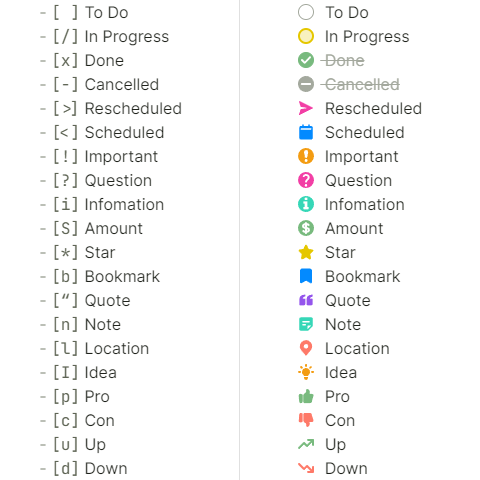 - [ ] To Do
- [/] In Progress
- [x] Done
- [-] Cancelled
- [>] Rescheduled
- [<] Scheduled
- [!] Important
- [?] Question
- [i] Infomation
- [S] Amount
- [*] Star
- [b] Bookmark
- [“] Quote
- [n] Note
- [l] Location
- [I] Idea
- [p] Pro
- [c] Con
- [u] Up
- [d] Down
To Do
In Progress
Done
Cancelled
Rescheduled
Scheduled
Important
Question
Infomation
Amount
Star
Bookmark
Quote
Note
Location
Idea
Pro
Con
Up
Down